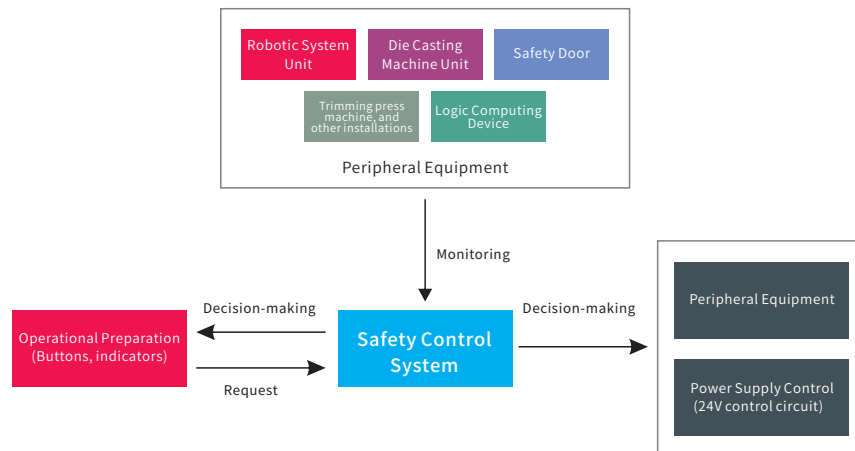 Robotic System
Unit
Die Casting
Machine Unit
Safety Door
Trimming press
machine, and
other installations
Logic Computing
Device
Peripheral Equipment
Monitoring
Decision-making
Decision-making
Operational Preparation
(Buttons, indicators)
Safety Control
System
Request
Peripheral Equipment
Power Supply Control
(24V control circuit)